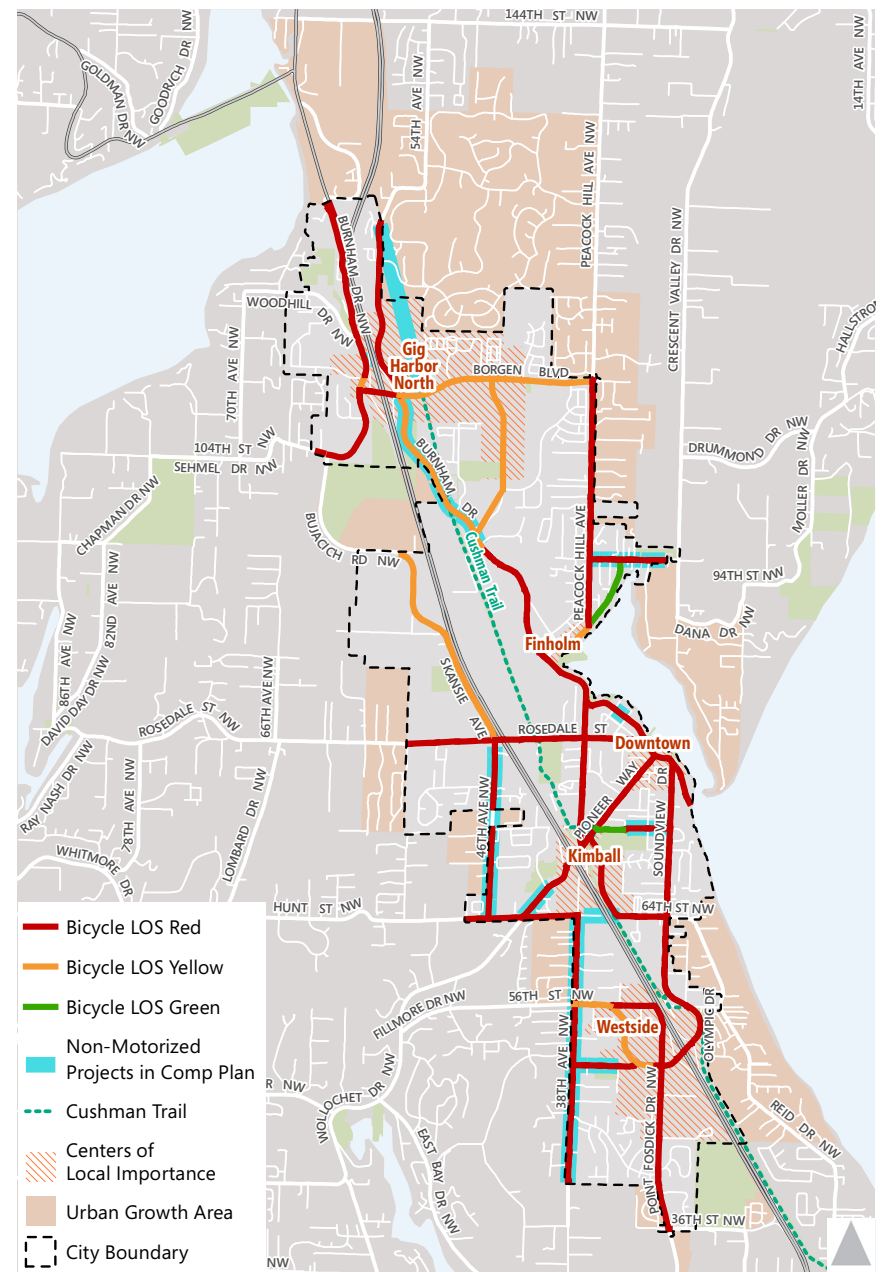 144TH ST NW
GOLDMAN DR NW
GOODRICH DR NW
54TH AVE NW
14TH AVE NW
PEACOCK HILL AVE NW
CRESCENT VALLEY DR NW
BURNHAM DR NW
WOODHILL DR NW
70TH AVE NW
Gig
Harbor
North
BORGEN BLVD
104TH ST NW
SEHMEL DR NW
BURNHAM DR
DRUMMOND DR NW
MOLLER DR NW
CHAPMAN DR NW
BUJACICH RD NW
PEACOCK HILL AVE
Cushman Trail
94TH ST NW
82ND AVE NW
86TH AVE NW
DANA DR NW
Finholm
DAVID DAY DR NW
66TH AVE NW
SKANSIE AVE
ROSEDALE ST NW
ROSEDALE ST
Downtown
RAY NASH DR NW
78TH AVE NW
LOMBARD DR NW
46TH AVE NW
PIONEER WAY
SOUNDVIEW DR
Kimball
WHITMORE DR
HUNT ST NW
64TH ST NW
FILLMORE DR NW
56TH ST NW
Westside
OLYMPIC DR
38TH AVE NW
WOLLOCHET DR NW
EAST BAY DR NW
POINT FOSDICK DR NW
REID DR NW
36TH ST NW
R NW
NW
Bicycle LOS Red
Bicycle LOS Yellow
Bicycle LOS Green
Non-Motorized
Projects in Comp Plan
Cushman Trail
Centers of
Local Importance
Urban Growth Area
City Boundary